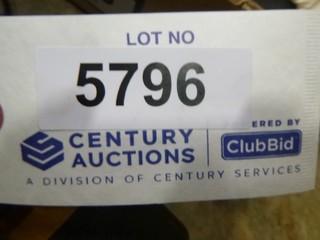 LOT NO
5796
ERED BY
CENTURY
AUCTIONS
ClubBid
A DIVISION OF CENTURY SERVICES